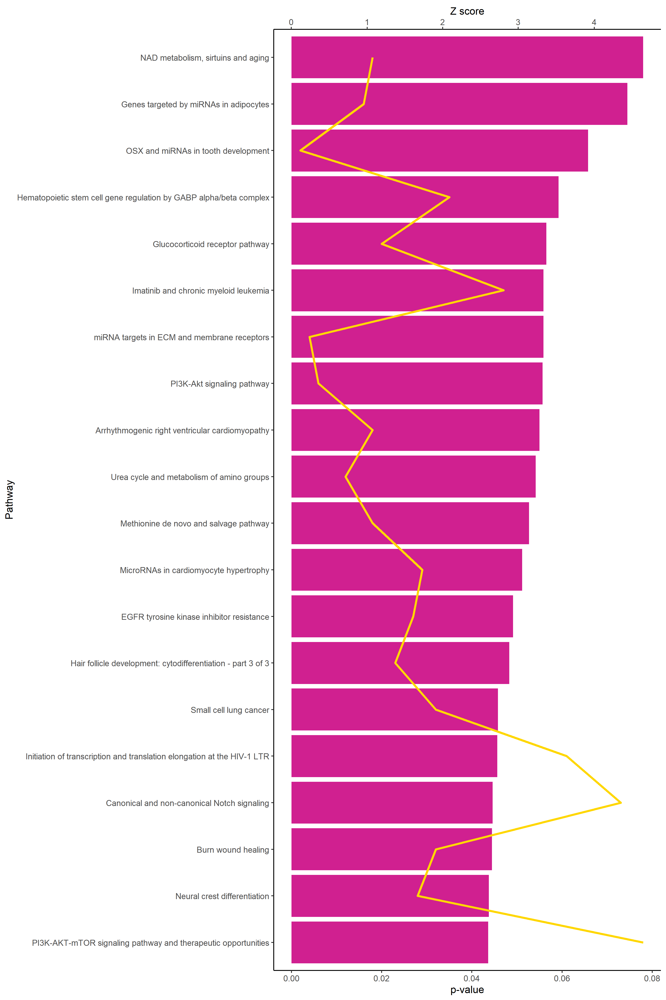 Z score
0 1 2 3 4
NAD metabolism, sirtuins and aging
Genes targeted by miRNAs in adipocytes
OSX and miRNAs in tooth development
Hematopoietic stem cell gene regulation by GABP alpha/beta complex
Glucocorticoid receptor pathway
Imatinib and chronic myeloid leukemia
miRNA targets in ECM and membrane receptors
PI3K-Akt signaling pathway
Arrhythmogenic right ventricular cardiomyopathy
Urea cycle and metabolism of amino groups
Methionine de novo and salvage pathway
MicroRNAs in cardiomyocyte hypertrophy
EGFR tyrosine kinase inhibitor resistance
Hair follicle development: cytodifferentiation - part 3 of 3
Small cell lung cancer
Initiation of transcription and translation elongation at the HIV-1 LTR
Canonical and non-canonical Notch signaling
Burn wound healing
Neural crest differentiation
PI3K-AKT-mTOR signaling pathway and therapeutic opportunities
Pathway
0.00 0.02 0.04 0.06 0.08
p-value